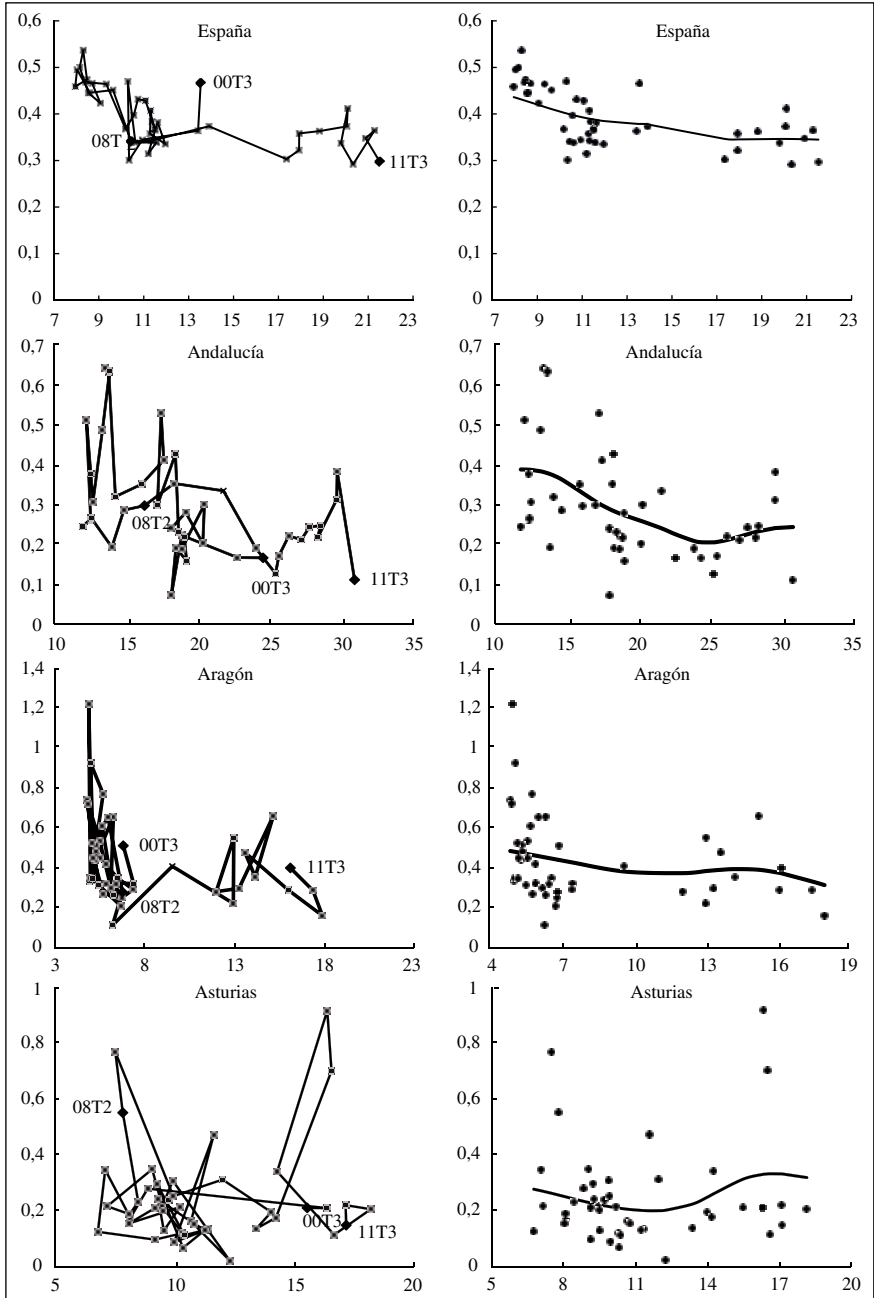 España
0,6
0,5
0,4
0,3
0,2
0,1
0
00T3
08T
11T3
7 9 11 13 15 17 19 21 23
España
0,6
0,5
0,4
0,3
0,2
0,1
0
7 9 11 13 15 17 19 21 23
Andalucía
0,7
0,6
0,5
0,4
0,3
0,2
0,1
0
08T2
00T3
11T3
10 15 20 25 30 35
Andalucía
0,7
0,6
0,5
0,4
0,3
0,2
0,1
0
10 15 20 25 30 35
Aragón
1,4
1,2
1
0,8
0,6
0,4
0,2
0
00T3
08T2
11T3
3 8 13 18 23
Aragón
1,4
1,2
1
0,8
0,6
0,4
0,2
0
4 7 10 13 16 19
Asturias
1
0,8
0,6
0,4
0,2
0
08T2
00T3
11T3
5 10 15 20
Asturias
1
0,8
0,6
0,4
0,2
0
5 8 11 14 17 20